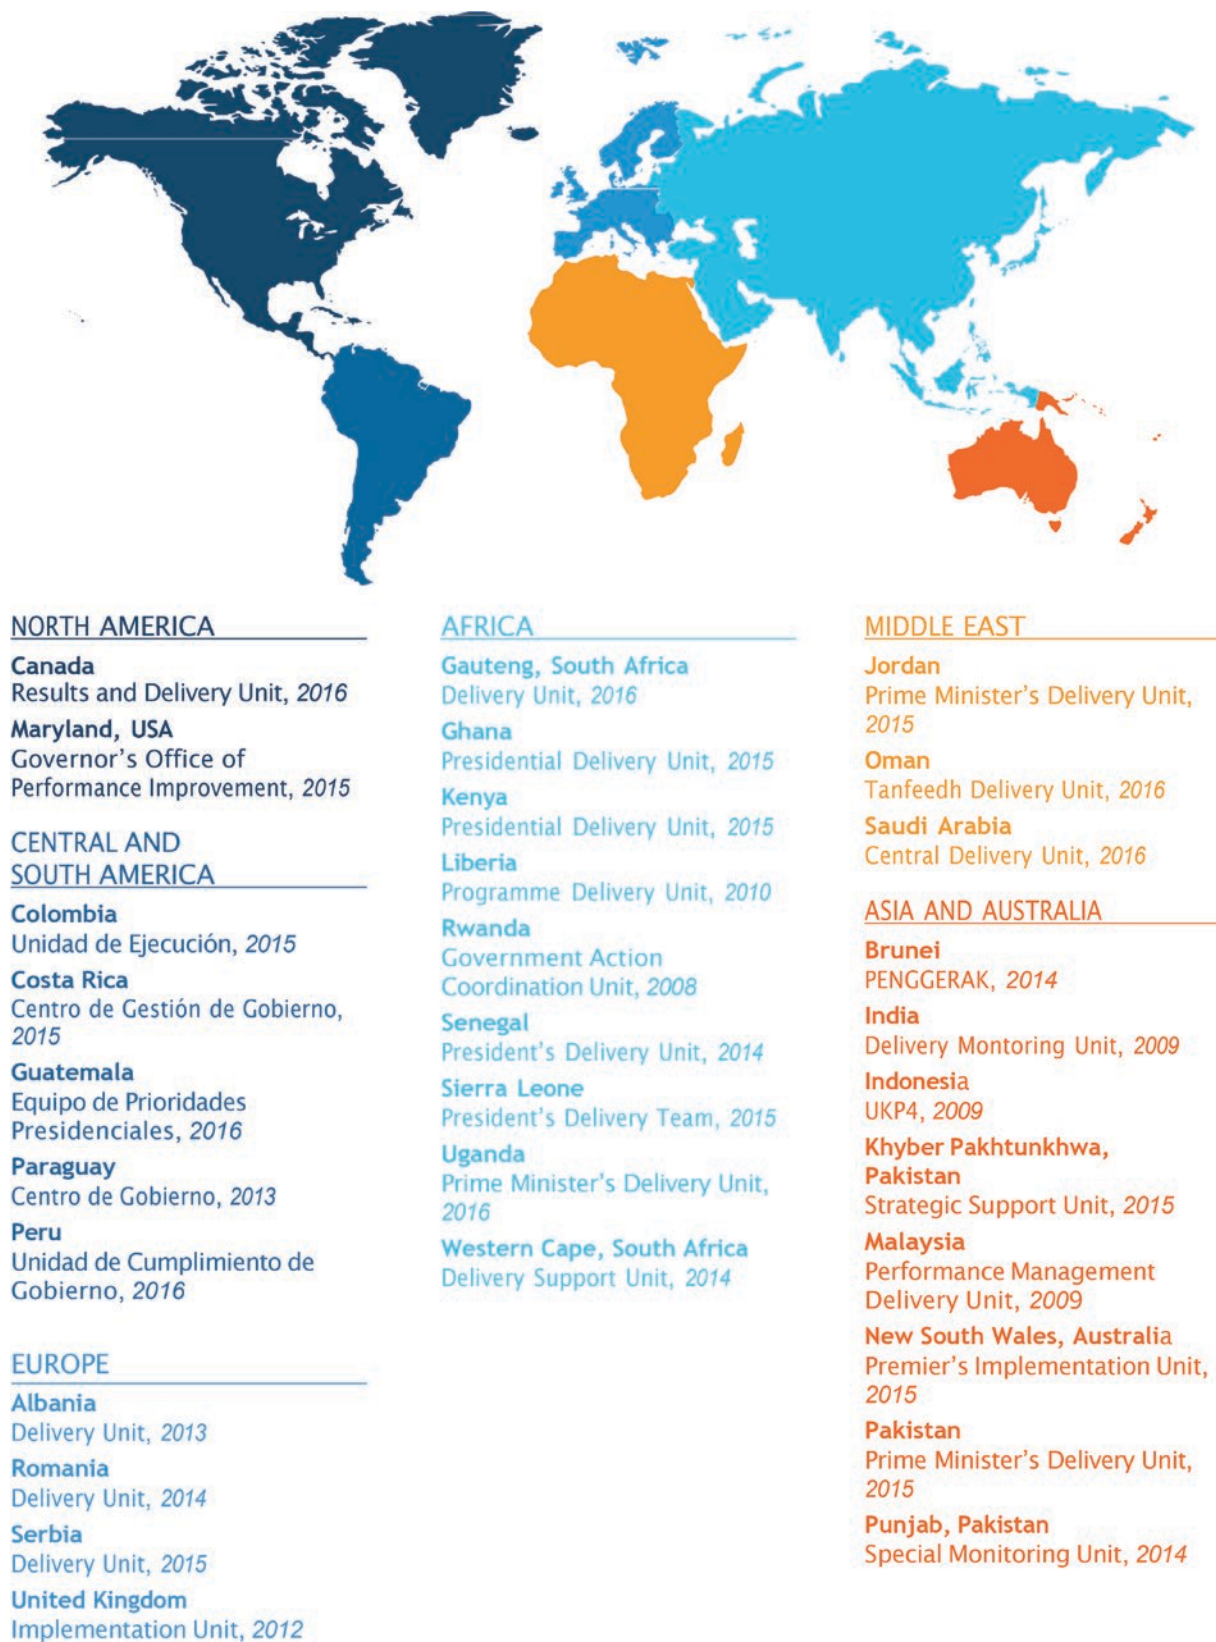 NORTH AMERICA
Canada
Results and Delivery Unit, 2016
Maryland, USA
Governor's Office of
Performance Improvement, 2015
CENTRAL AND
SOUTH AMERICA
Colombia
Unidad de Ejecución, 2015
Costa Rica
Centro de Gestión de Gobierno,
2015
Guatemala
Equipo de Prioridades
Presidenciales, 2016
Paraguay
Centro de Gobierno, 2013
Peru
Unidad de Cumplimiento de
Gobierno, 2016
EUROPE
Albania
Delivery Unit, 2013
Romania
Delivery Unit, 2014
Serbia
Delivery Unit, 2015
United Kingdom
Implementation Unit, 2012
AFRICA
Gauteng, South Africa
Delivery Unit, 2016
Ghana
Presidential Delivery Unit, 2015
Kenya
Presidential Delivery Unit, 2015
Liberia
Programme Delivery Unit, 2010
Rwanda
Government Action
Coordination Unit, 2008
Senegal
President's Delivery Unit, 2014
Sierra Leone
President's Delivery Team, 2015
Uganda
Prime Minister's Delivery Unit,
2016
Western Cape, South Africa
Delivery Support Unit, 2014
MIDDLE EAST
Jordan
Prime Minister's Delivery Unit,
2015
Oman
Tanfeedh Delivery Unit, 2016
Saudi Arabia
Central Delivery Unit, 2016
ASIA AND AUSTRALIA
Brunei
PENGGERAK, 2014
India
Delivery Montoring Unit, 2009
Indonesia
UKP4, 2009
Khyber Pakhtunkhwa,
Pakistan
Strategic Support Unit, 2015
Malaysia
Performance Management
Delivery Unit, 2009
New South Wales, Australia
Premier's Implementation Unit,
2015
Pakistan
Prime Minister's Delivery Unit,
2015
Punjab, Pakistan
Special Monitoring Unit, 2014